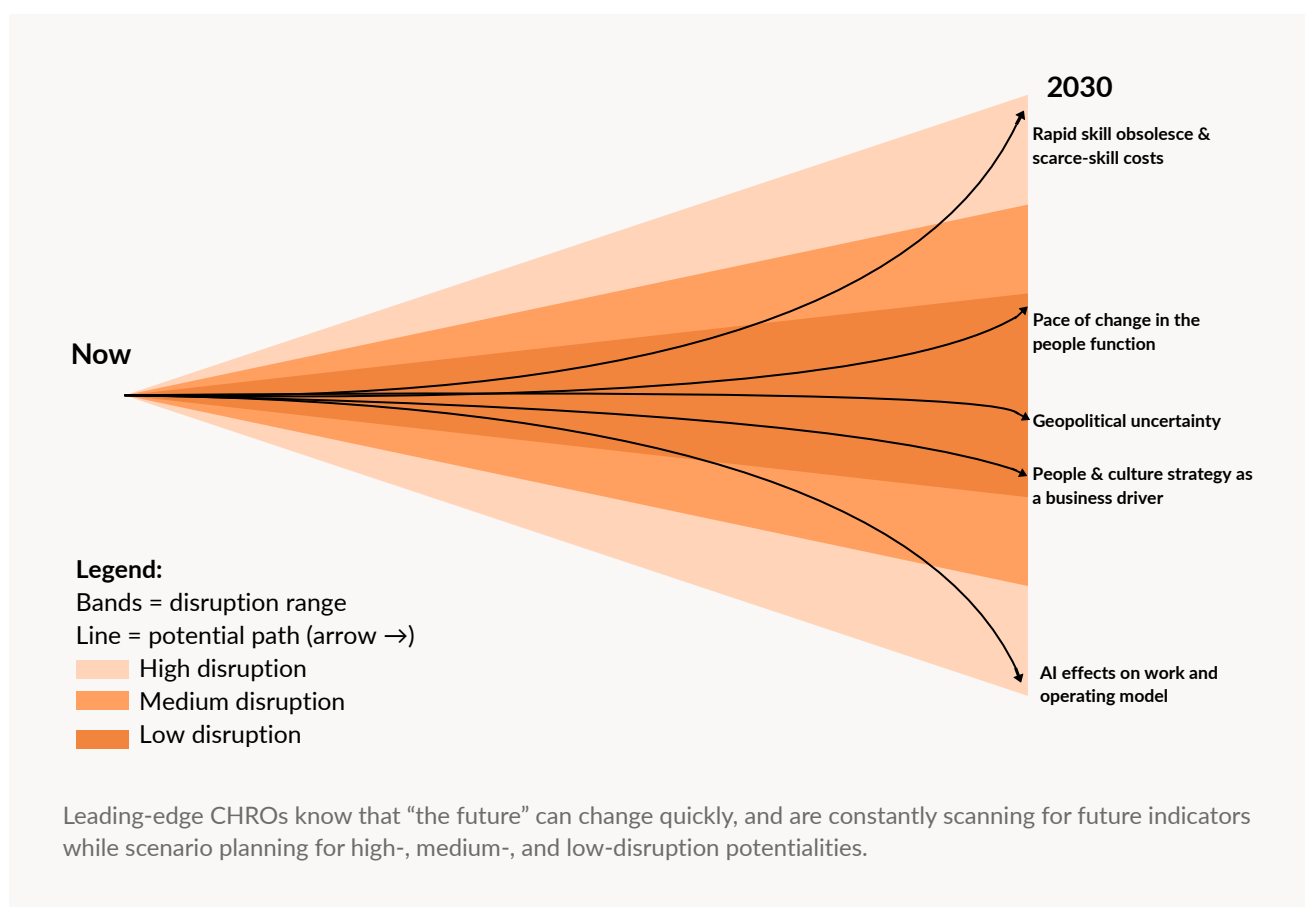 2030
Rapid skill obsolesce &
scarce-skill costs
Now
Pace of change in the
people function
Geopolitical uncertainty
People & culture strategy as
a business driver
AI effects on work and
operating model
Legend:
Bands = disruption range
Line = potential path (arrow →)
High disruption
Medium disruption
Low disruption
Leading-edge CHROs know that “the future” can change quickly, and are constantly scanning for future indicators
while scenario planning for high-, medium-, and low-disruption potentialities.